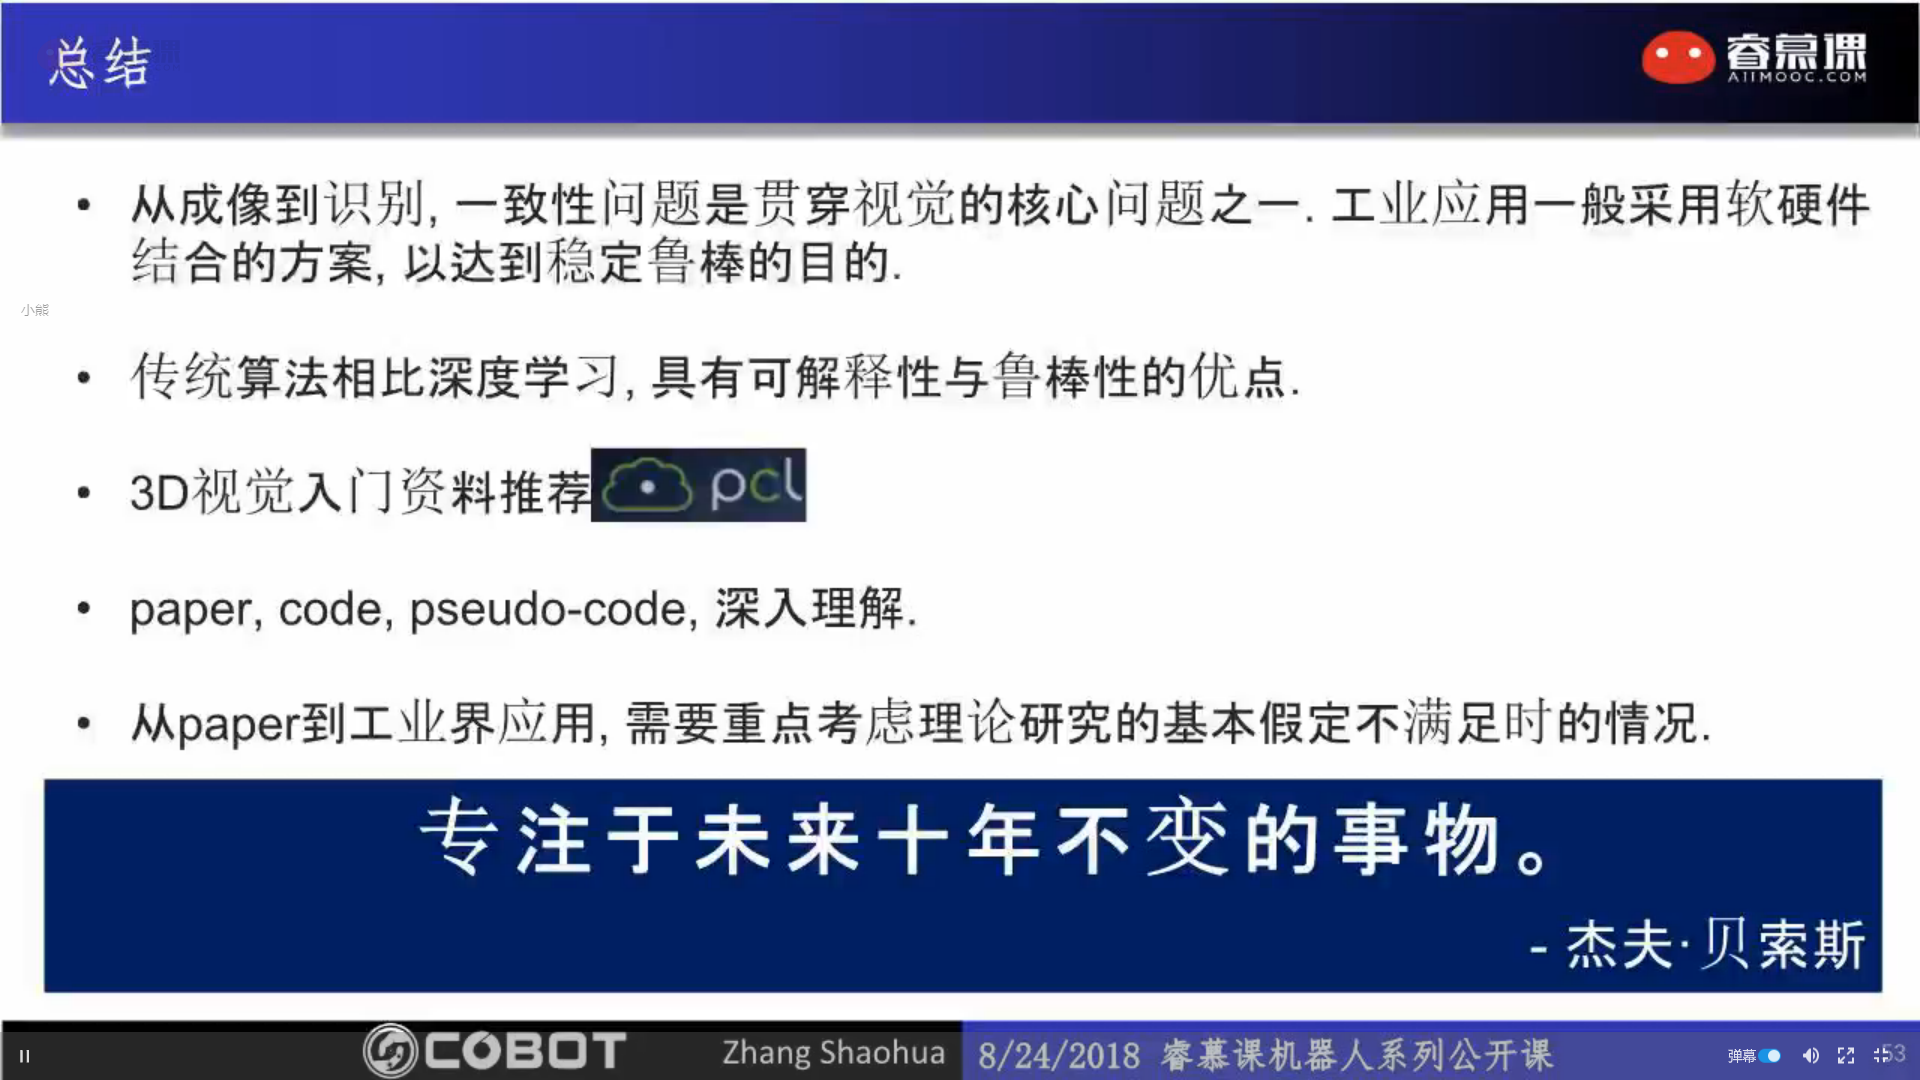 总结
睿慕课
AIIMOOC.COM
• 从成像到识别, 一致性问题是贯穿视觉的核心问题之一. 工业应用一般采用软硬件
结合的方案, 以达到稳定鲁棒的目的.
小熊
• 传统算法相比深度学习, 具有可解释性与鲁棒性的优点.
• 3D视觉入门资料推荐 pcl
• paper, code, pseudo-code, 深入理解.
• 从paper到工业界应用, 需要重点考虑理论研究的基本假定不满足时的情况.
专注于未来十年不变的事物。
- 杰夫·贝索斯
COBOT Zhang Shaohua 8/24/2018 睿慕课机器人系列公开课 弹幕 53